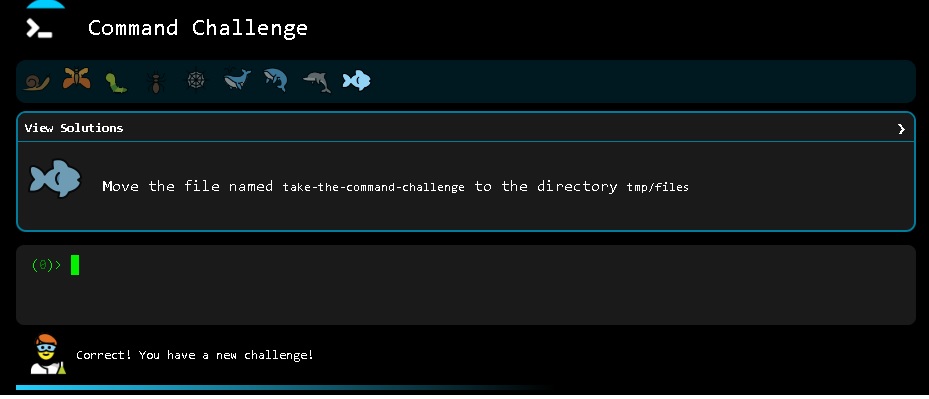 Command Challenge
View Solutions ❯
Move the file named take-the-command-challenge to the directory tmp/files
(0)>
Correct! You have a new challenge!